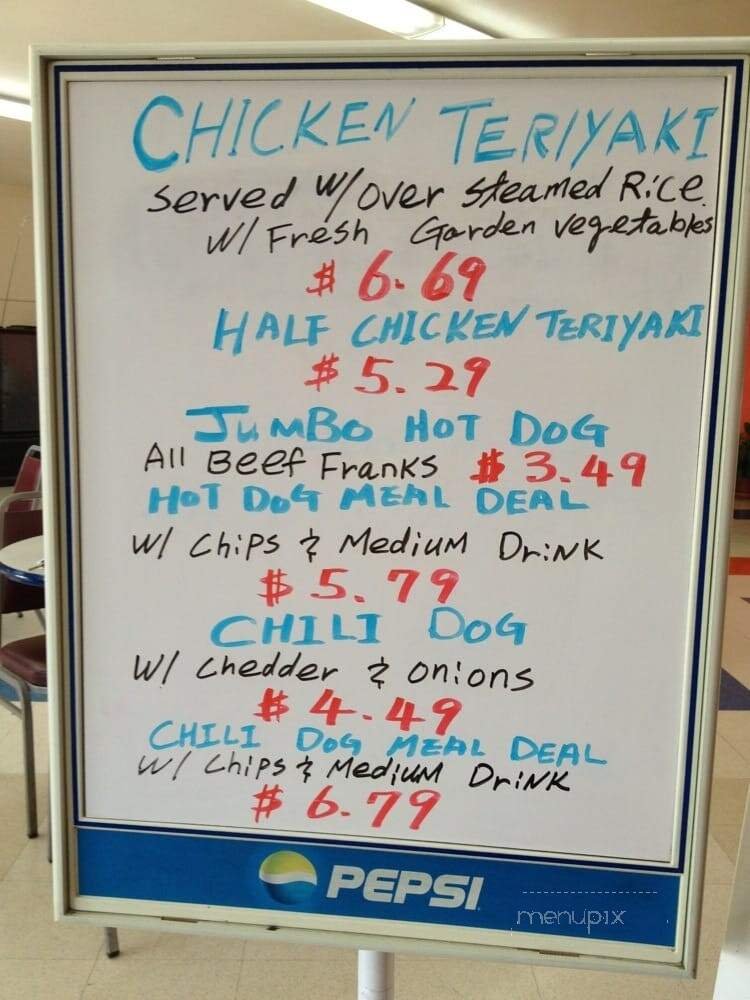 CHICKEN TERIYAKI
Served W/over steamed Rice.
W/ Fresh Garden vegetables
$ 6.69
HALF CHICKEN TERIYAKI
$ 5.29
JuMBO HOT DOG
All Beef Franks $ 3.49
HOT DOG MEAL DEAL
W/ Chips & Medium Drink
$ 5.79
CHILI DOG
W/ Chedder & onions
$ 4.49
CHILI DOG MEAL DEAL
W/ Chips & Medium Drink
$ 6.79
PEPSI
menupix